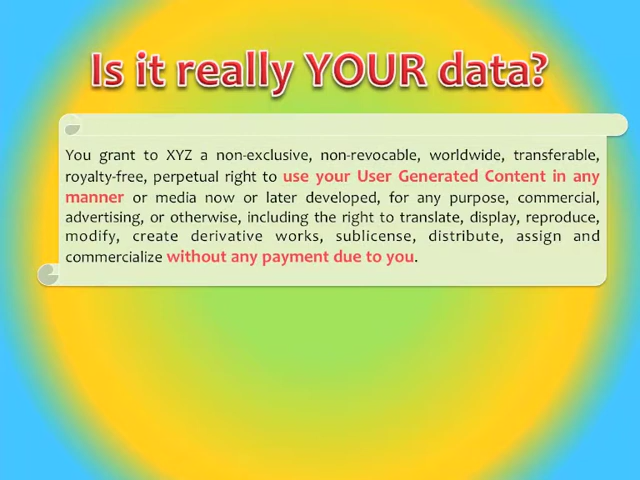 Is it really YOUR data?
You grant to XYZ a non-exclusive, non-revocable, worldwide, transferable,
royalty-free, perpetual right to use your User Generated Content in any
manner or media now or later developed, for any purpose, commercial,
advertising, or otherwise, including the right to translate, display, reproduce,
modify, create derivative works, sublicense, distribute, assign and
commercialize without any payment due to you.